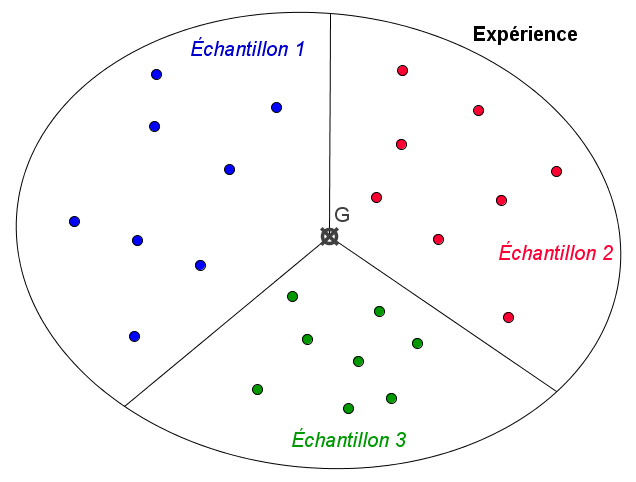 Expérience
Échantillon 1
G
Échantillon 2
Échantillon 3